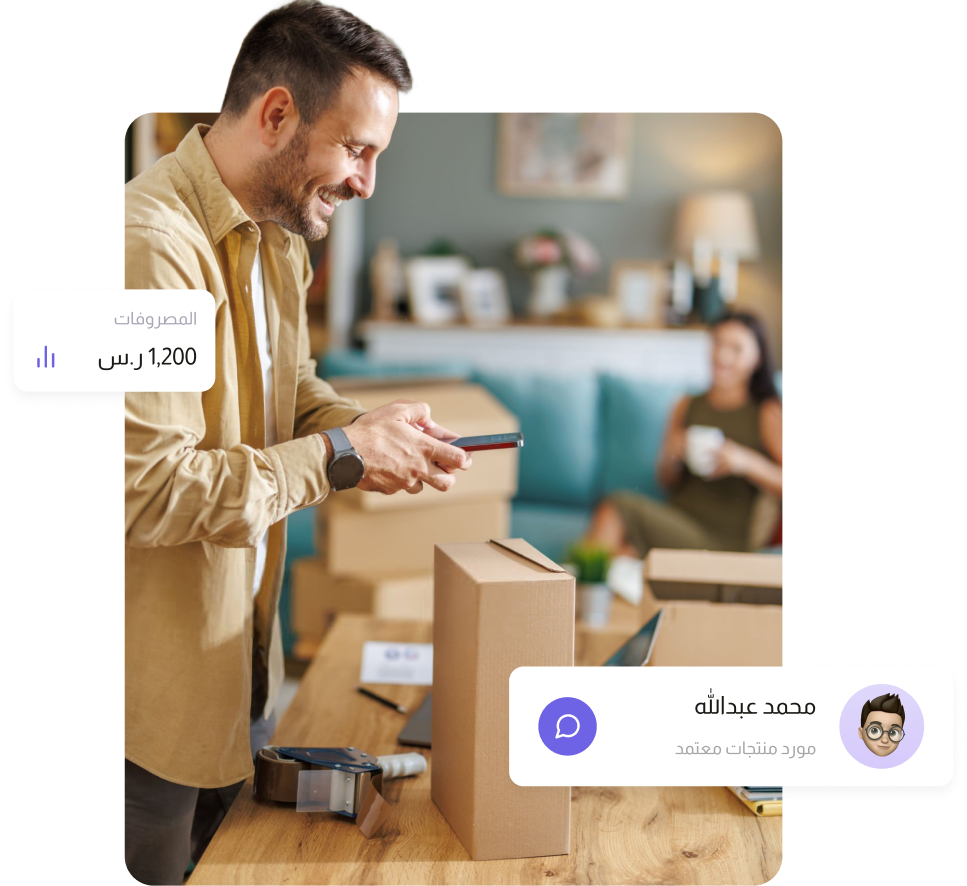 المصروفات
1,200 ر.س
محمد عبدالله
مورد منتجات معتمد